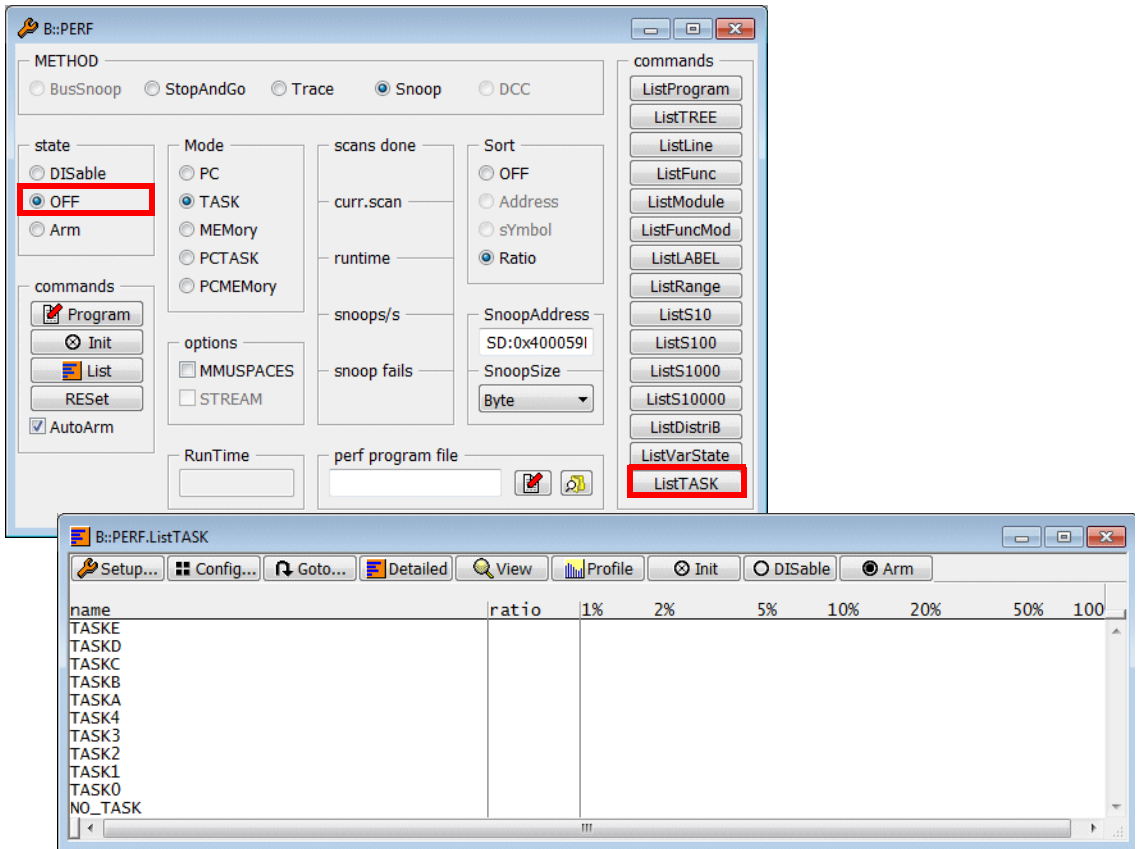 B::PERF
METHOD
BusSnoop StopAndGo Trace Snoop DCC
state
DISable
OFF
Arm
commands
Program
Init
List
RESet
AutoArm
Mode
PC
TASK
MEMory
PCTASK
PCMEMory
options
MMUSPACES
STREAM
RunTime
scans done
curr.scan
runtime
snoops/s
snoop fails
perf program file
Sort
OFF
Address
sYmbol
Ratio
SnoopAddress
SD:0x400059
SnoopSize
Byte
commands
ListProgram
ListTREE
ListLine
ListFunc
ListModule
ListFuncMod
ListLABEL
ListRange
ListS10
ListS100
ListS1000
ListS10000
ListDistriB
ListVarState
ListTASK
B::PERF.ListTASK
Setup... Config... Goto... Detailed View Profile Init DISable Arm
name ratio 1% 2% 5% 10% 20% 50% 100
TASKE
TASKD
TASKC
TASKB
TASKA
TASK4
TASK3
TASK2
TASK1
TASK0
NO_TASK